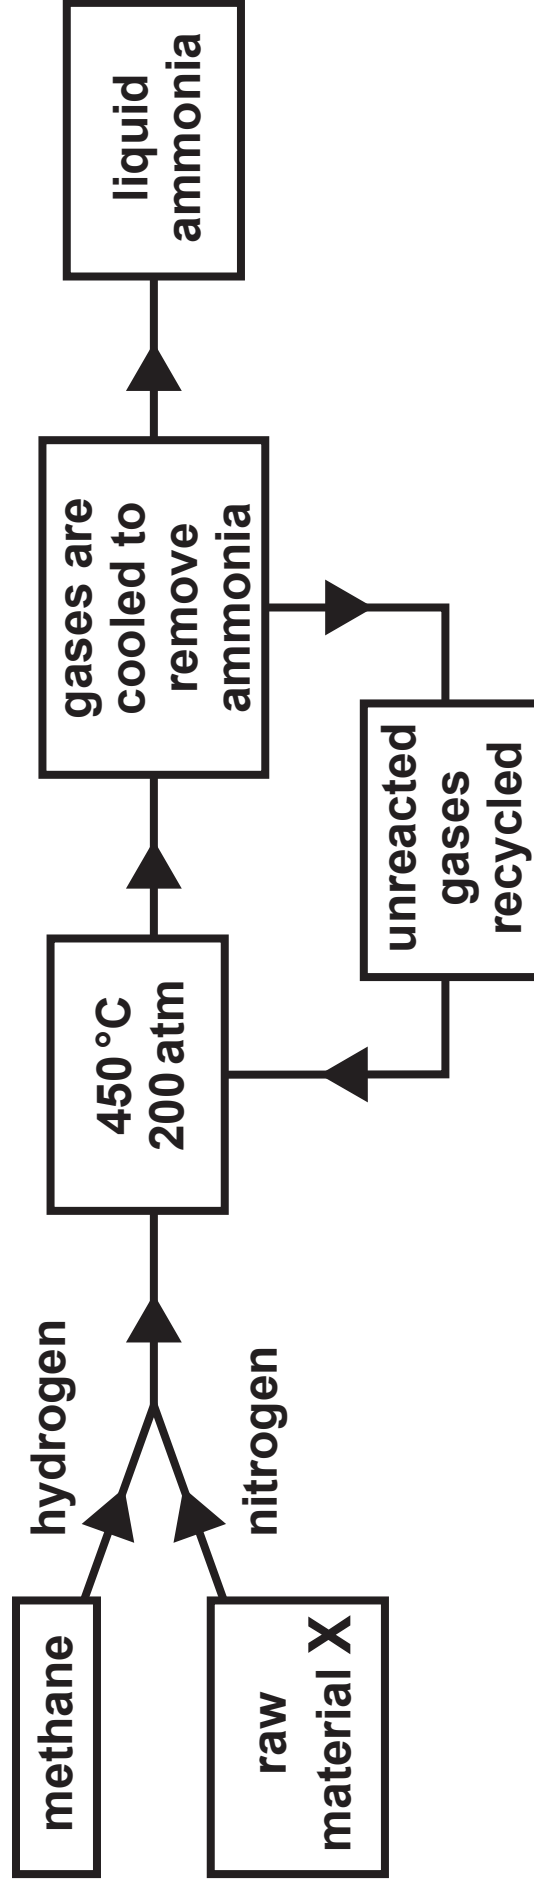 methane
hydrogen
raw
material X
nitrogen
450 °C
200 atm
gases are
cooled to
remove
ammonia
unreacted
gases
recycled
liquid
ammonia